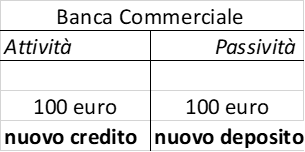 Banca Commerciale
Attività Passività
100 euro 100 euro
nuovo credito nuovo deposito